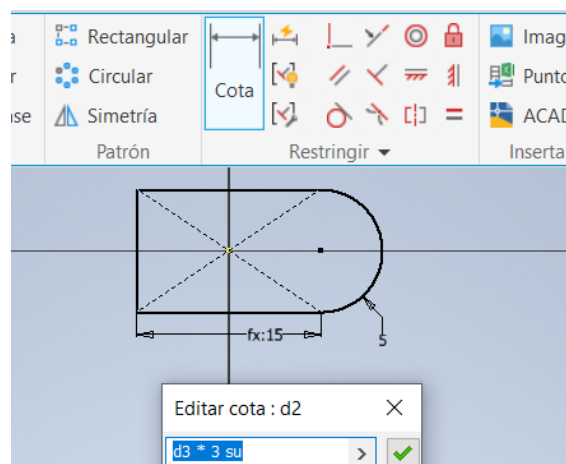 Rectangular
Imag
Circular
Cota
Punto
Simetría
ACAD
Patrón
Restringir
Inserta
fx:15
5
Editar cota : d2
d3 * 3 su